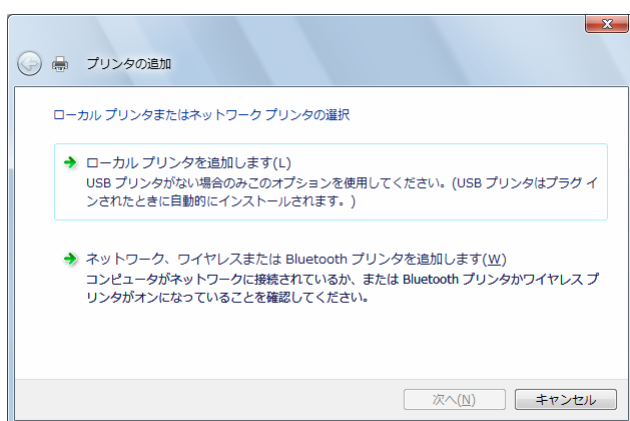 プリンタの追加
ローカル プリンタまたはネットワーク プリンタの選択
ローカル プリンタを追加します(L)
USB プリンタがない場合のみこのオプションを使用してください。(USB プリンタはプラグ イ
ンされたときに自動的にインストールされます。)
ネットワーク、ワイヤレスまたは Bluetooth プリンタを追加します(W)
コンピュータがネットワークに接続されているか、または Bluetooth プリンタかワイヤレス プ
リンタがオンになっていることを確認してください。
次へ(N) キャンセル